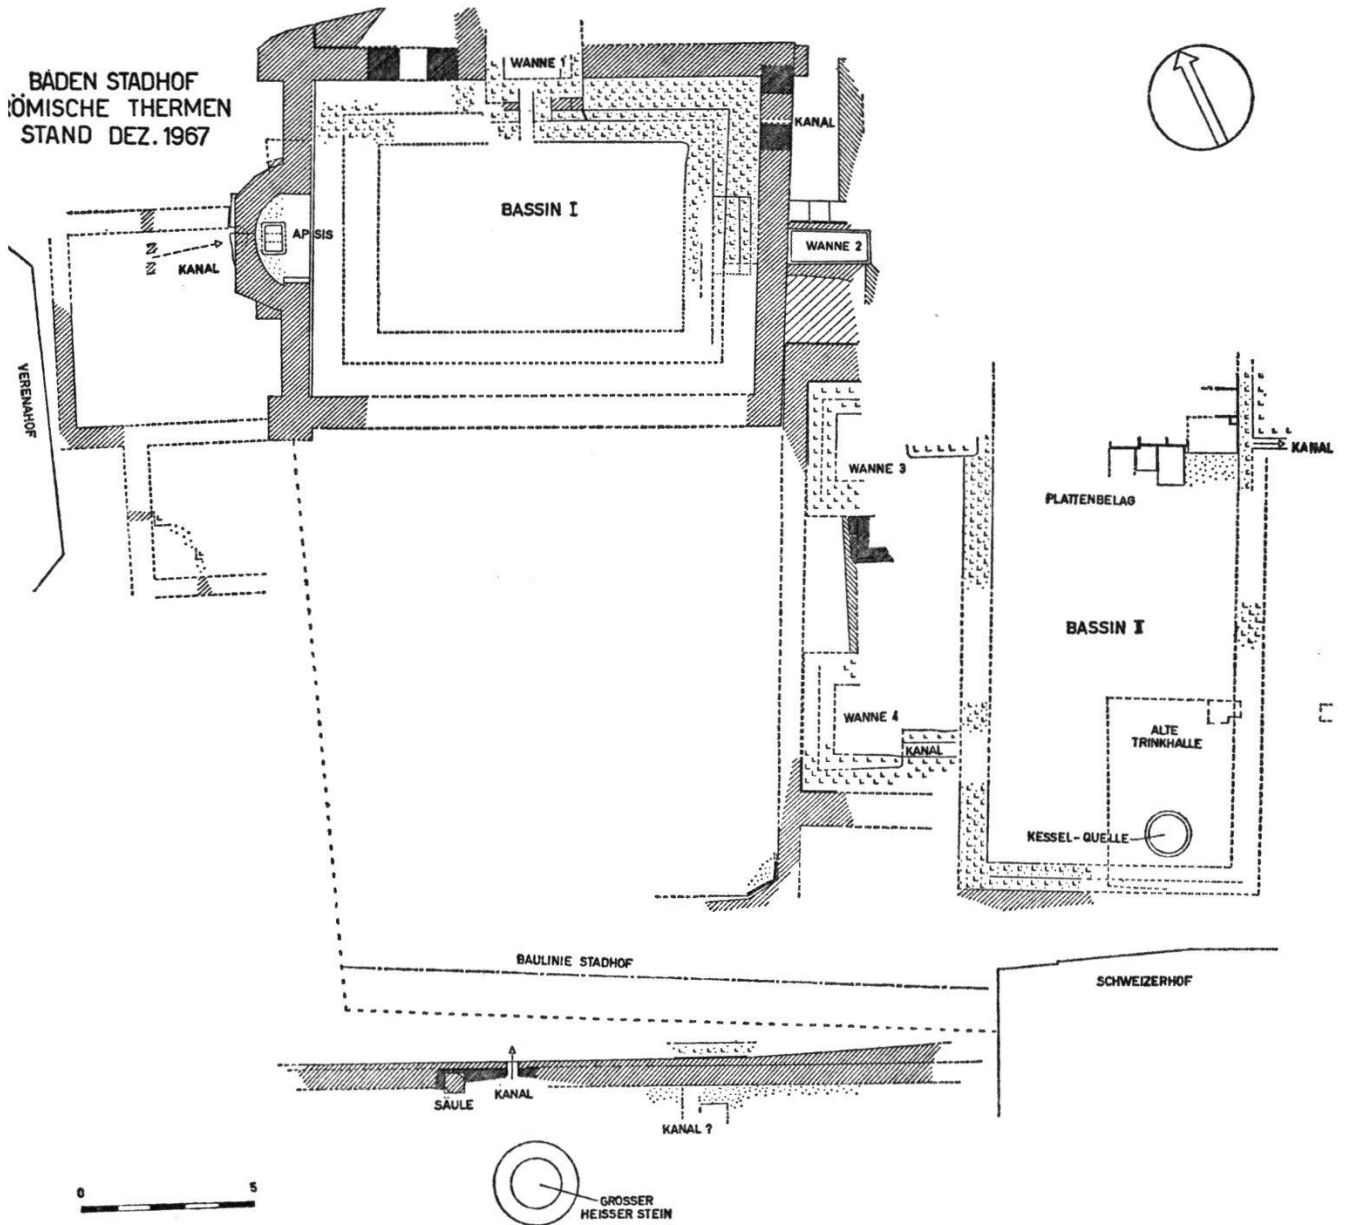 BADEN STADHOF
RÖMISCHE THERMEN
STAND DEZ. 1967
WANNE 1
KANAL
BASSIN I
APSIS
KANAL
WANNE 2
VERENAHOF
WANNE 3
KANAL
PLATTENBELAG
BASSIN II
WANNE 4
KANAL
ALTE
TRINKHALLE
KESSEL-QUELLE
BAULINIE STADHOF
SCHWEIZERHOF
SÄULE
KANAL
KANAL ?
0 5
GROSSER
HEISSER STEIN